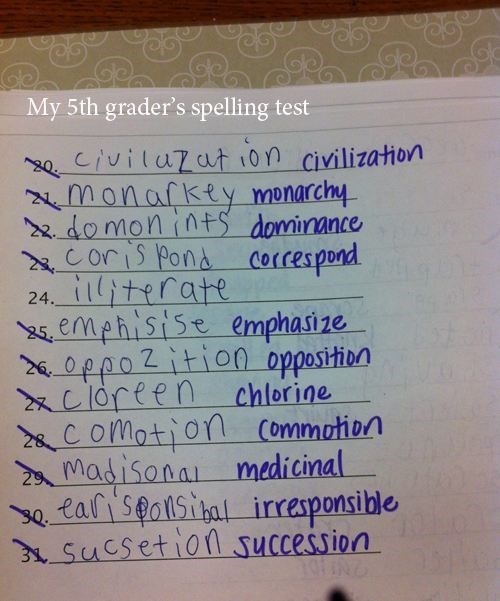 My 5th grader's spelling test
20. civilazation civilization
21. monarkey monarchy
22. domonints dominance
23. corispond correspond
24. illiterate
25. emphisise emphasize
26. oppozition opposition
27. cloreen chlorine
28. comotion commotion
29. madisonal medicinal
30. earisponsibal irresponsible
31. sucsetion succession